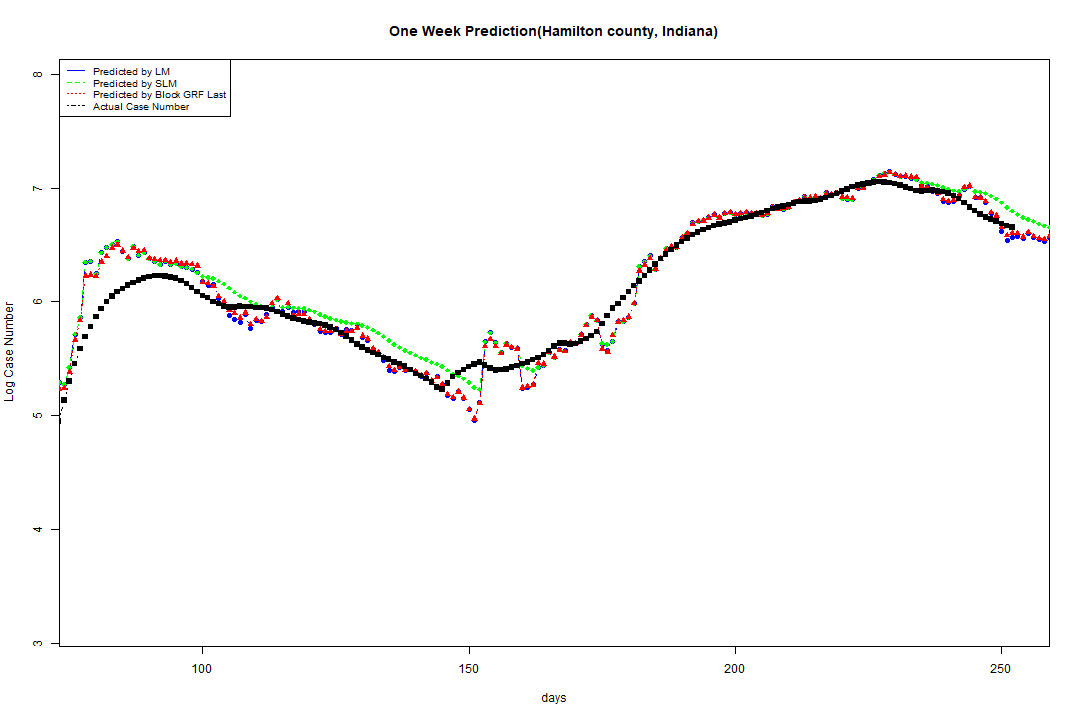 One Week Prediction(Hamilton county, Indiana)
Predicted by LM
Predicted by SLM
Predicted by Block GRF Last
Actual Case Number
8
7
6
5
4
3
Log Case Number
100 150 200 250
days